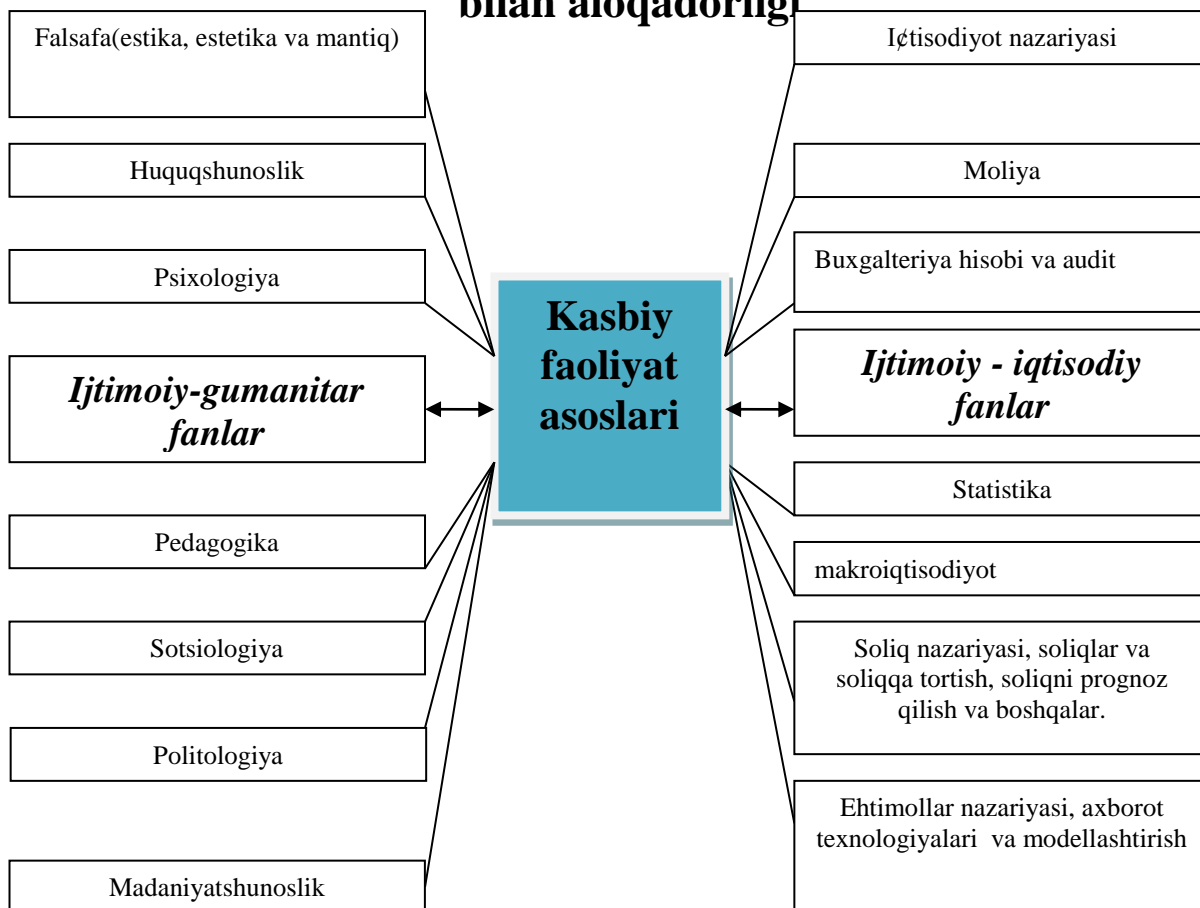 bilan aloqadorligi
Falsafa(estika, estetika va mantiq)
Huquqshunoslik
Psixologiya
Ijtimoiy-gumanitar
fanlar
Pedagogika
Sotsiologiya
Politologiya
Madaniyatshunoslik
Kasbiy
faoliyat
asoslari
I¢tisodiyot nazariyasi
Moliya
Buxgalteriya hisobi va audit
Ijtimoiy - iqtisodiy
fanlar
Statistika
makroiqtisodiyot
Soliq nazariyasi, soliqlar va
soliqqa tortish, soliqni prognoz
qilish va boshqalar.
Ehtimollar nazariyasi, axborot
texnologiyalari va modellashtirish